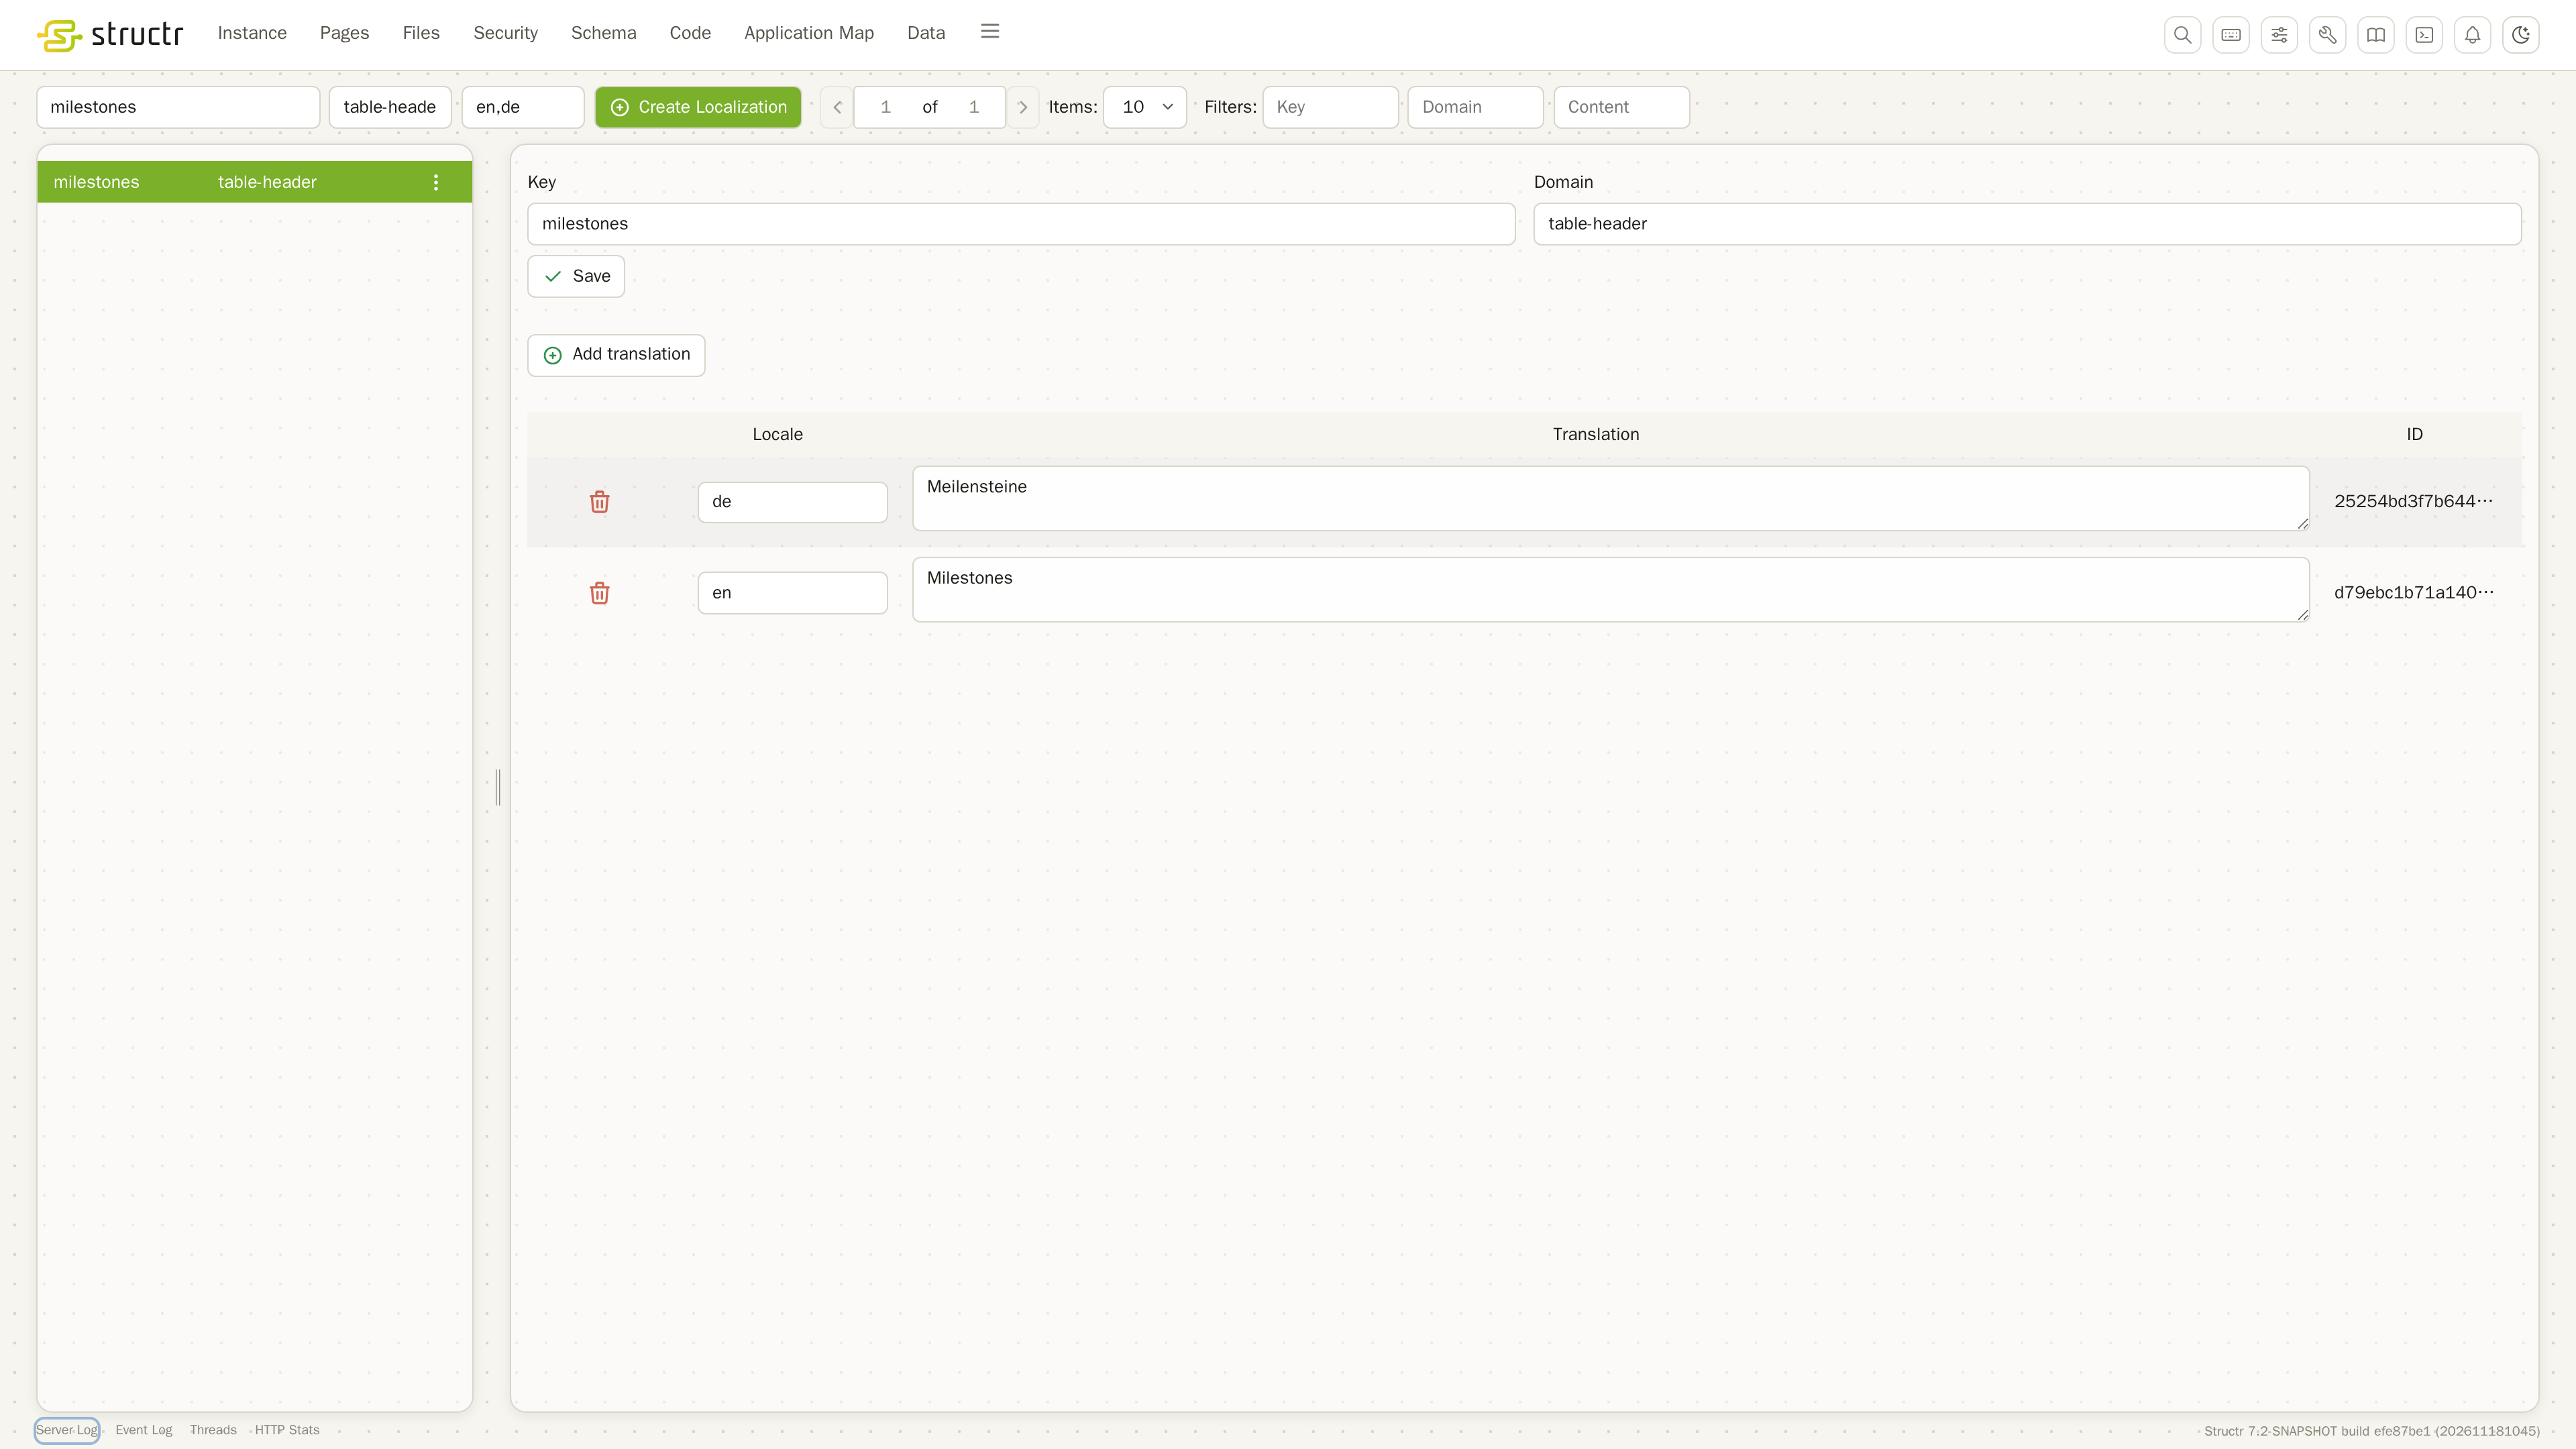 structr Instance Pages Files Security Schema Code Application Map Data
milestones table-heade en,de Create Localization 1 of 1 Items: 10 Filters: Key Domain Content
milestones table-header
Key Domain
milestones table-header
Save
Add translation
Locale Translation ID
de Meilensteine 25254bd3f7b644···
en Milestones d79ebc1b71a140···
Server Log Event Log Threads HTTP Stats Structr 7.2-SNAPSHOT build efe87be1 (202611181045)